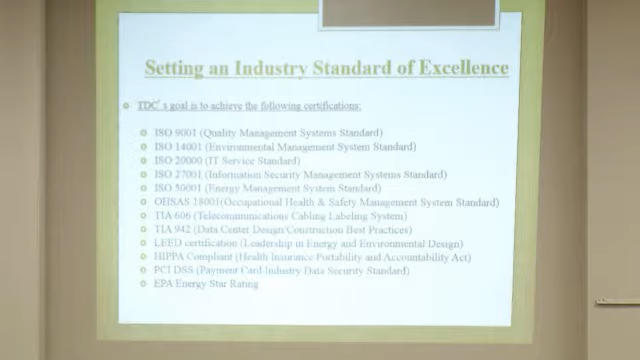 Setting an Industry Standard of Excellence
TDC's goal is to achieve the following certifications:
ISO 9001 (Quality Management Systems Standard)
ISO 14001 (Environmental Management System Standard)
ISO 20000 (IT Service Standard)
ISO 27001 (Information Security Management Systems Standard)
ISO 50001 (Energy Management System Standard)
OHSAS 18001(Occupational Health & Safety Management System Standard)
TIA 606 (Telecommunications Cabling Labeling System)
TIA 942 (Data Center Design/Construction Best Practices)
LEED certification (Leadership in Energy and Environmental Design)
HIPPA Compliant (Health Insurance Portability and Accountability Act)
PCI DSS (Payment Card Industry Data Security Standard)
EPA Energy Star Rating